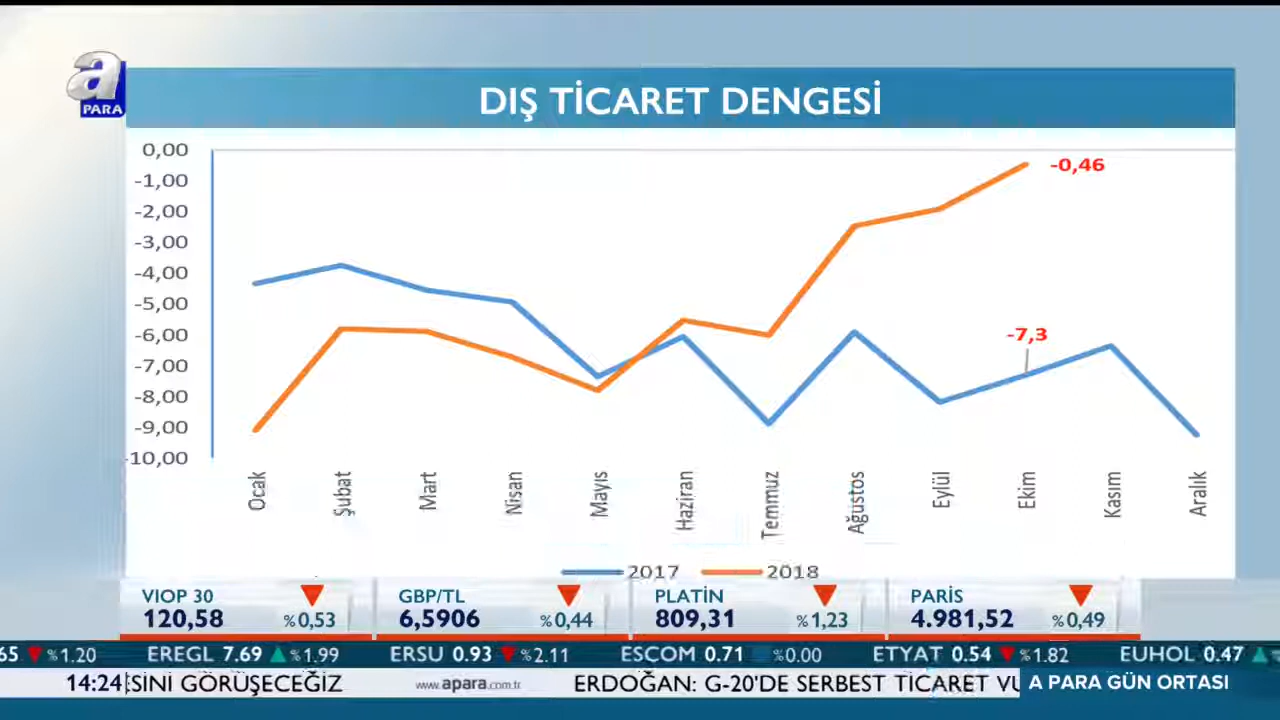 a
PARA
DIŞ TİCARET DENGESİ
0,00
-1,00
-2,00
-3,00
-4,00
-5,00
-6,00
-7,00
-8,00
-9,00
-10,00
-0,46
-7,3
Ocak
Şubat
Mart
Nisan
Mayıs
Haziran
Temmuz
Ağustos
Eylül
Ekim
Kasım
Aralık
2017 2018
VIOP 30
120,58 %0,53
GBP/TL
6,5906 %0,44
PLATİN
809,31 %1,23
PARİS
4.981,52 %0,49
65 %1.20 EREGL 7.69 %1.99 ERSU 0.93 %2.11 ESCOM 0.71 %0.00 ETYAT 0.54 %1.82 EUHOL 0.47
14:24 SİNİ GÖRÜŞECEĞİZ www.apara.com.tr ERDOĞAN: G-20'DE SERBEST TİCARET VU A PARA GÜN ORTASI